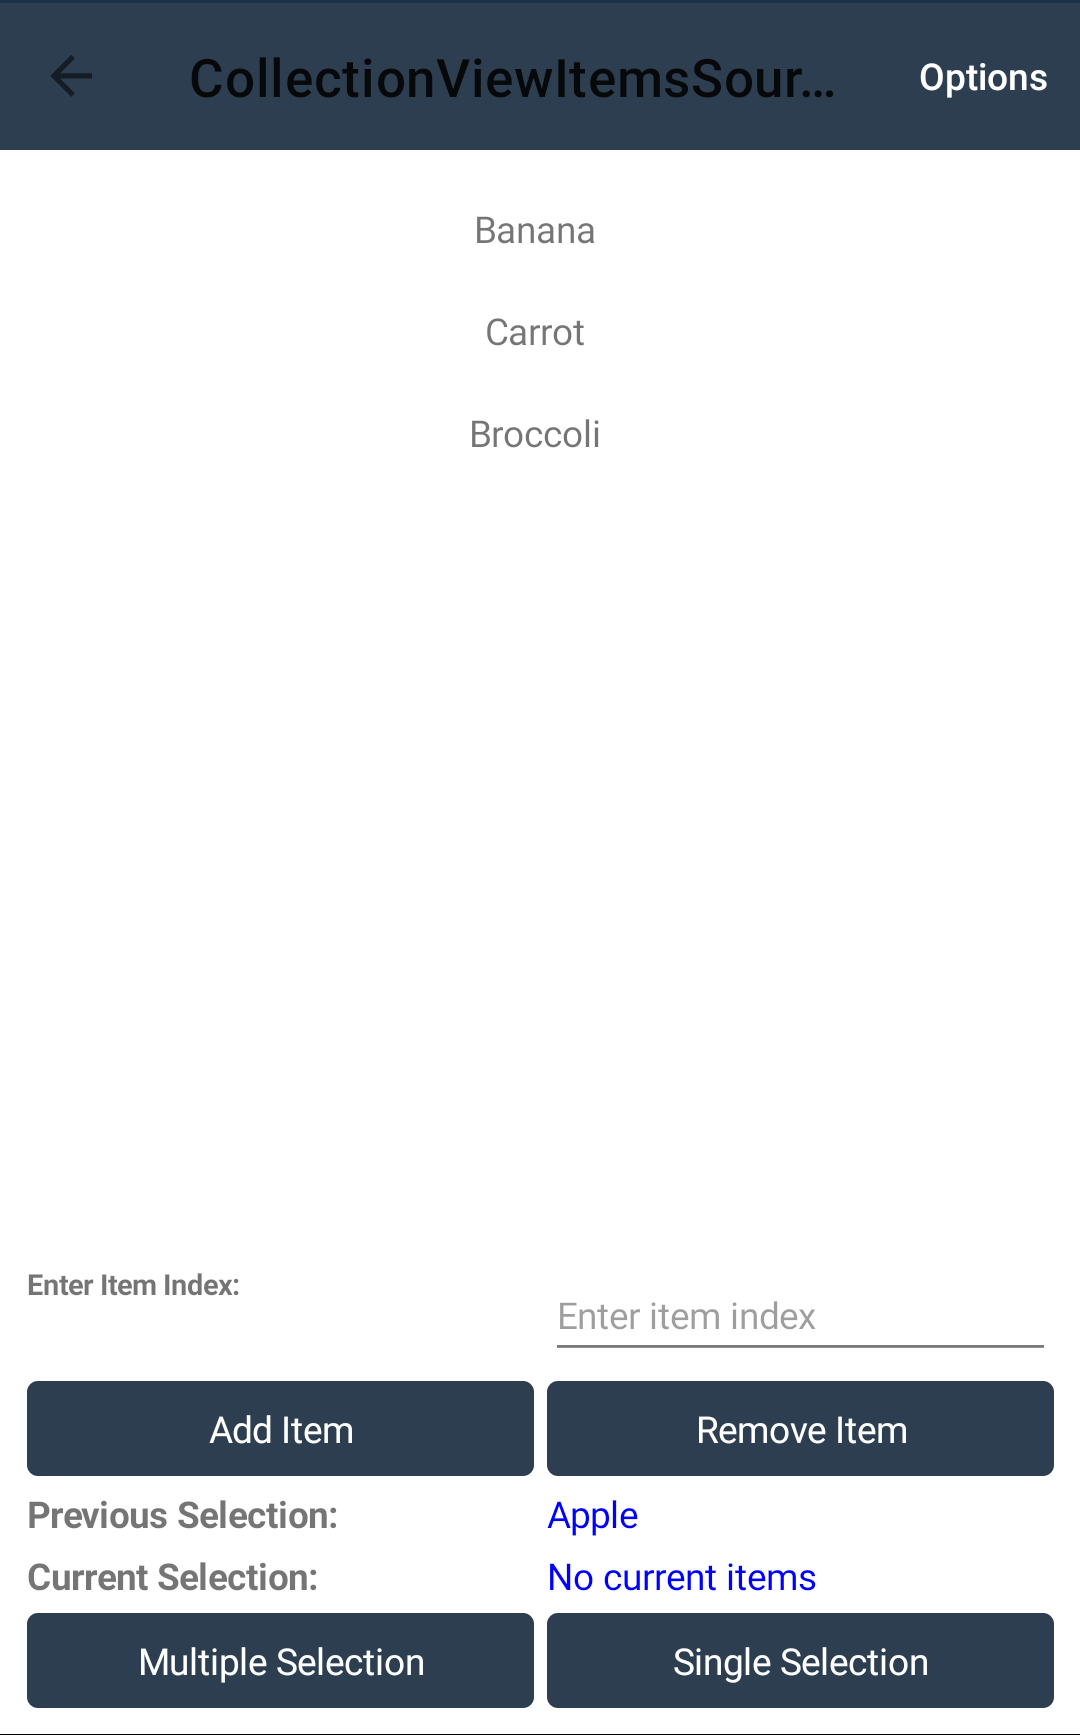 CollectionViewItemsSour...
Options
Banana
Carrot
Broccoli
Enter Item Index:
Enter item index
Add Item
Remove Item
Previous Selection:
Apple
Current Selection:
No current items
Multiple Selection
Single Selection